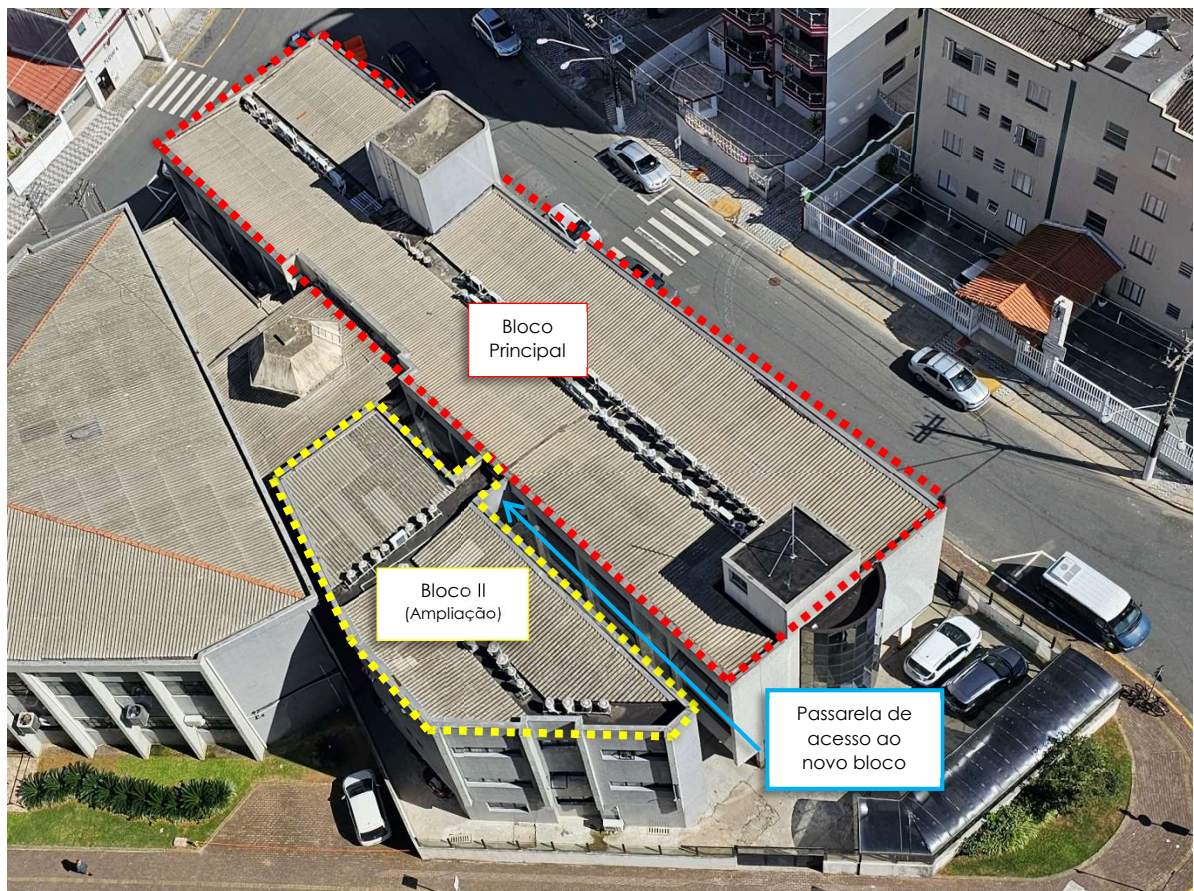 Bloco
Principal
Bloco II
(Ampliação)
Passarela de
acesso ao
novo bloco